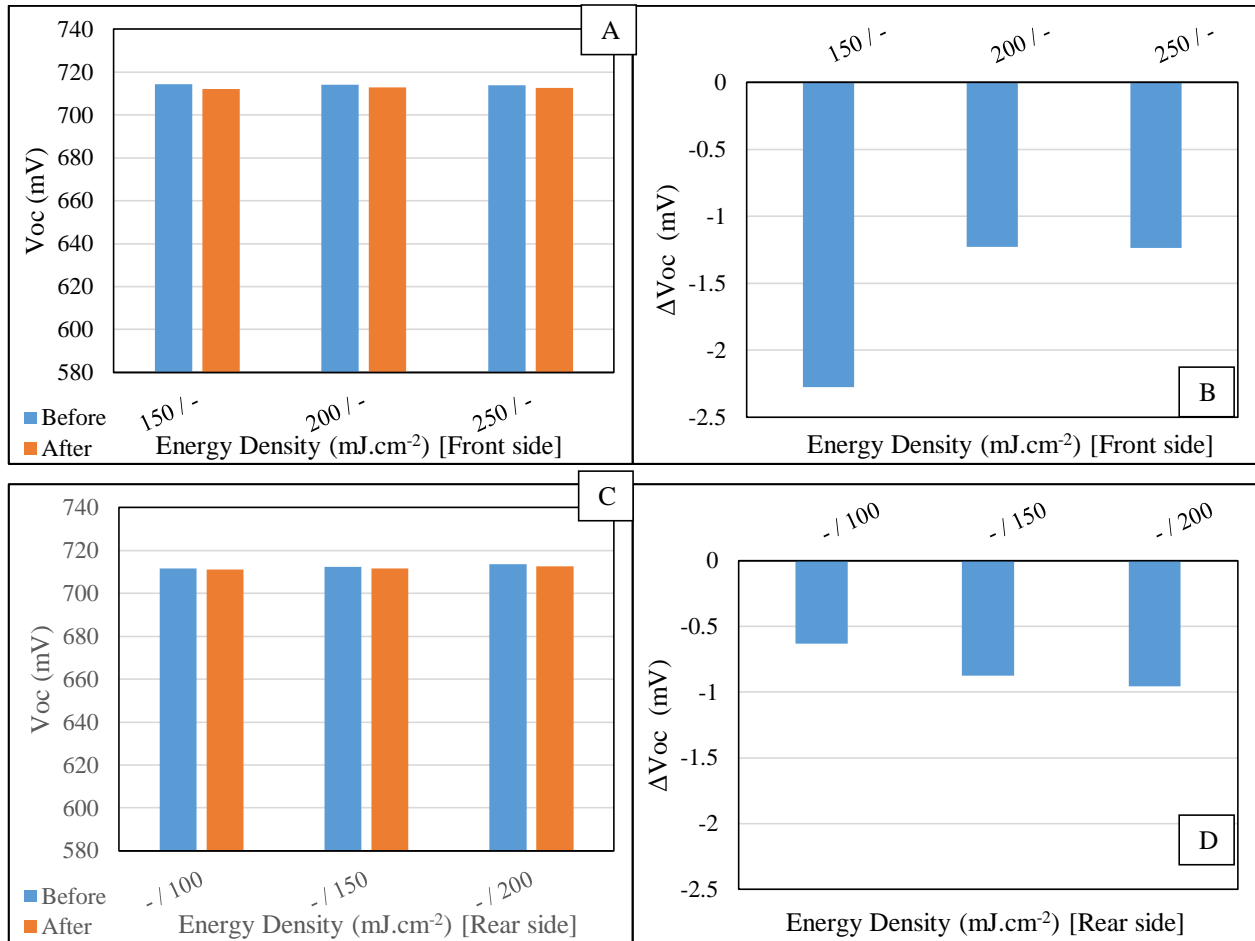 A
740
720
700
680
660
640
620
600
580
Voc (mV)
150 / -
200 / -
250 / -
Before
After
Energy Density (mJ.cm-2) [Front side]
B
150 / -
200 / -
250 / -
0
-0.5
-1
-1.5
-2
-2.5
ΔVoc (mV)
Energy Density (mJ.cm-2) [Front side]
C
740
720
700
680
660
640
620
600
580
Voc (mV)
- / 100
- / 150
- / 200
Before
After
Energy Density (mJ.cm-2) [Rear side]
D
- / 100
- / 150
- / 200
0
-0.5
-1
-1.5
-2
-2.5
ΔVoc (mV)
Energy Density (mJ.cm-2) [Rear side]